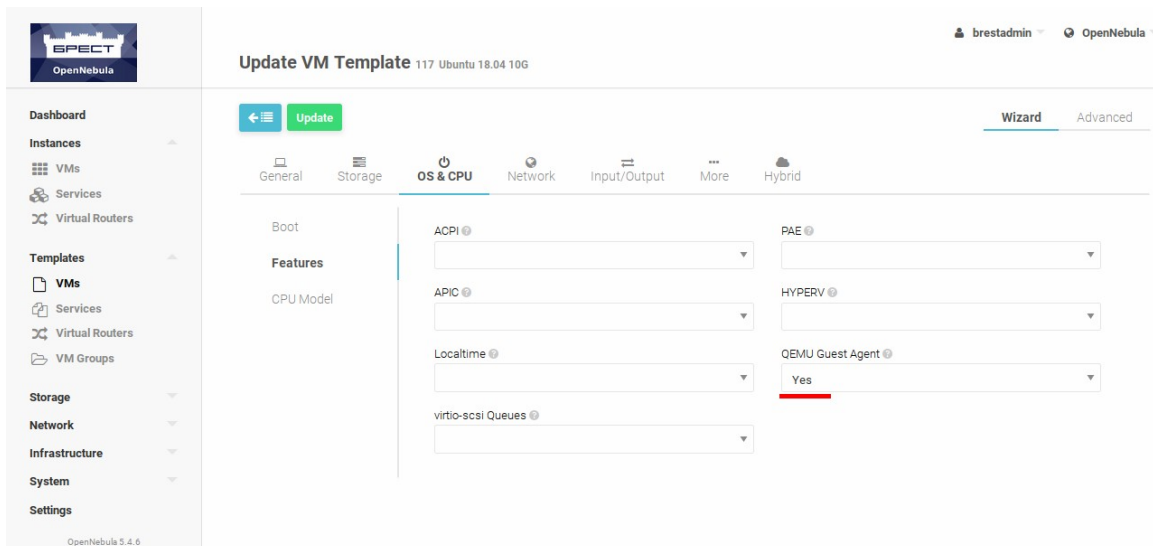 БРЕСТ
OpenNebula
brestadmin
OpenNebula
Update VM Template 117 Ubuntu 18.04 10G
Update
Wizard
Advanced
Dashboard
Instances
VMs
Services
Virtual Routers
Templates
VMs
Services
Virtual Routers
VM Groups
Storage
Network
Infrastructure
System
Settings
OpenNebula 5.4.6
General
Storage
OS & CPU
Network
Input/Output
More
Hybrid
Boot
Features
CPU Model
ACPI
PAE
APIC
HYPERV
Localtime
QEMU Guest Agent
Yes
virtio-scsi Queues